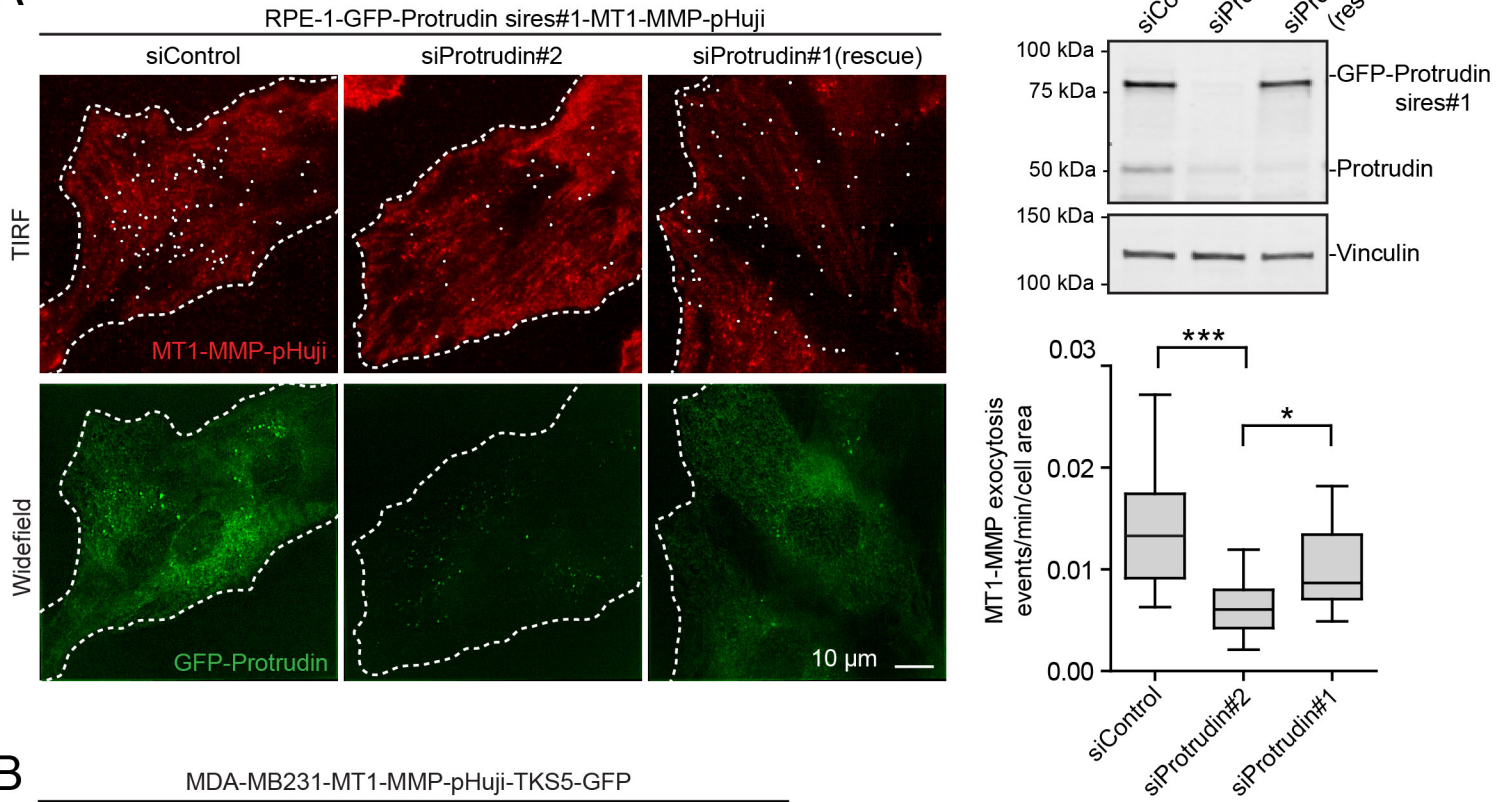 RPE-1-GFP-Protrudin sires#1-MT1-MMP-pHuji
siControl
siProtrudin#2
siProtrudin#1(rescue)
TIRF
MT1-MMP-pHuji
Widefield
GFP-Protrudin
10 µm
100 kDa
75 kDa
50 kDa
-GFP-Protrudin
sires#1
-Protrudin
150 kDa
100 kDa
-Vinculin
MT1-MMP exocytosis
events/min/cell area
0.03
0.02
0.01
0.00
***
*
siControl
siProtrudin#2
siProtrudin#1
B
MDA-MB231-MT1-MMP-pHuji-TKS5-GFP